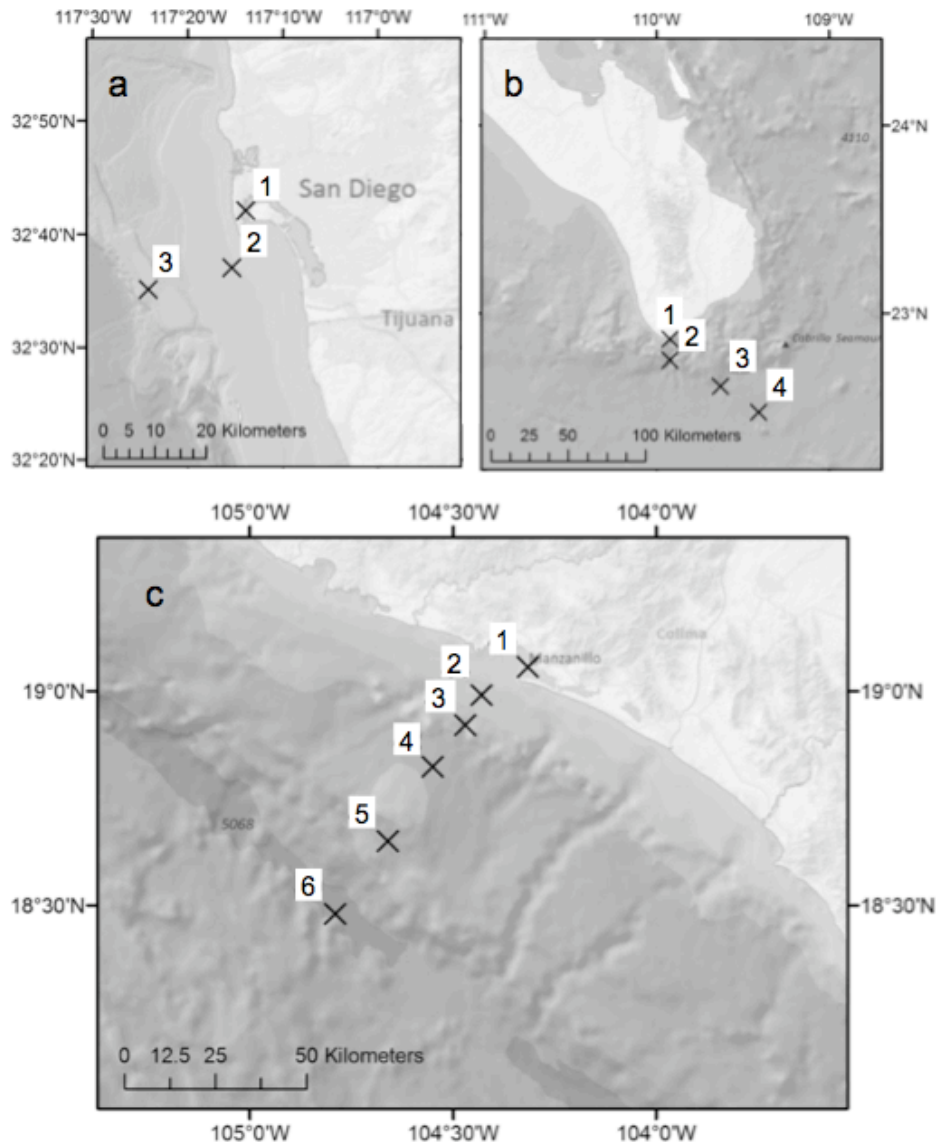 117°30'W 117°20'W 117°10'W 117°0'W
a
32°50'N
32°40'N
32°30'N
32°20'N
1
San Diego
2
3
Tijuana
0 5 10 20 Kilometers
111°W 110°W 109°W
b
24°N
23°N
4110
1
2
Cabrillo Seamoun
3
4
0 25 50 100 Kilometers
105°0'W 104°30'W 104°0'W
c
1
Manzanillo
Colima
2
19°0'N 19°0'N
3
4
5
5068
6
18°30'N 18°30'N
0 12.5 25 50 Kilometers
105°0'W 104°30'W 104°0'W